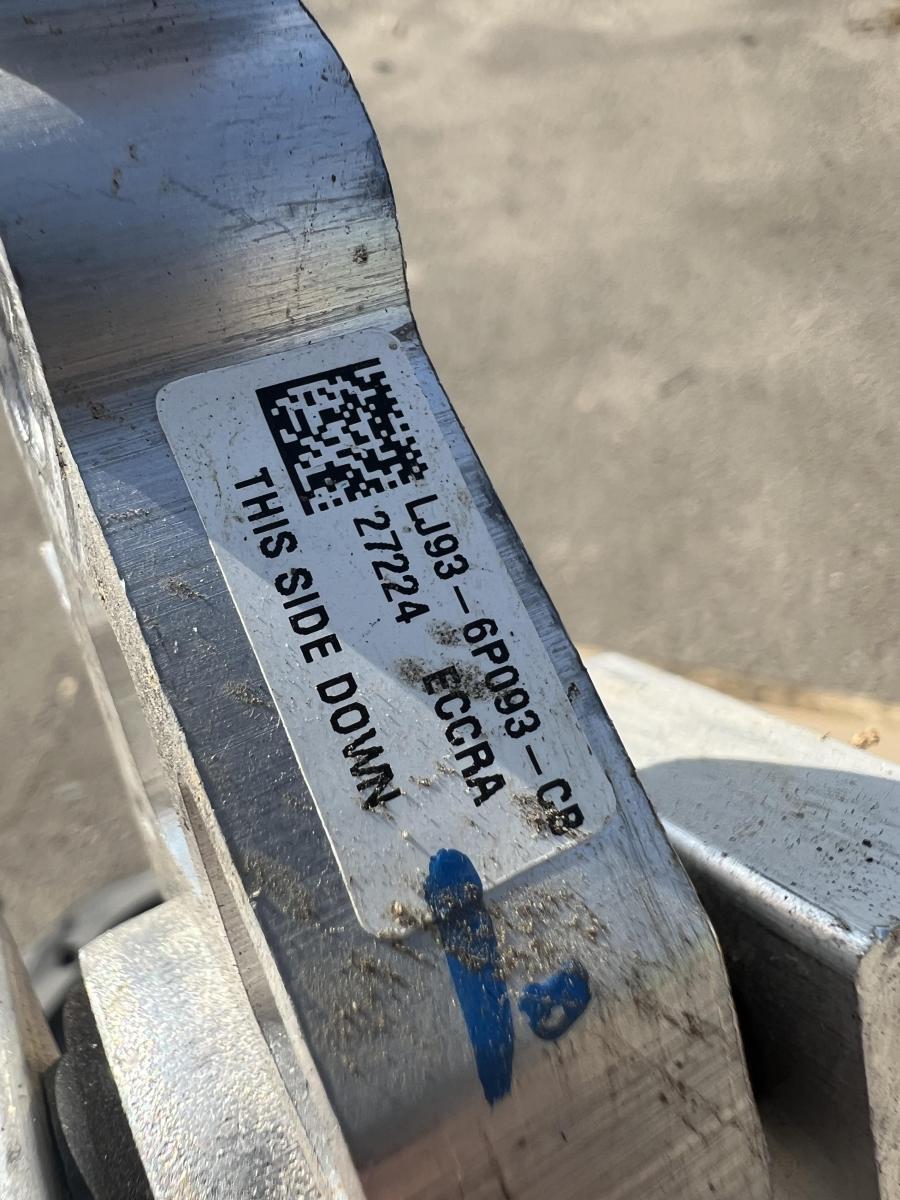 LJ93-6P093-CB
27224 ECCRA
THIS SIDE DOWN